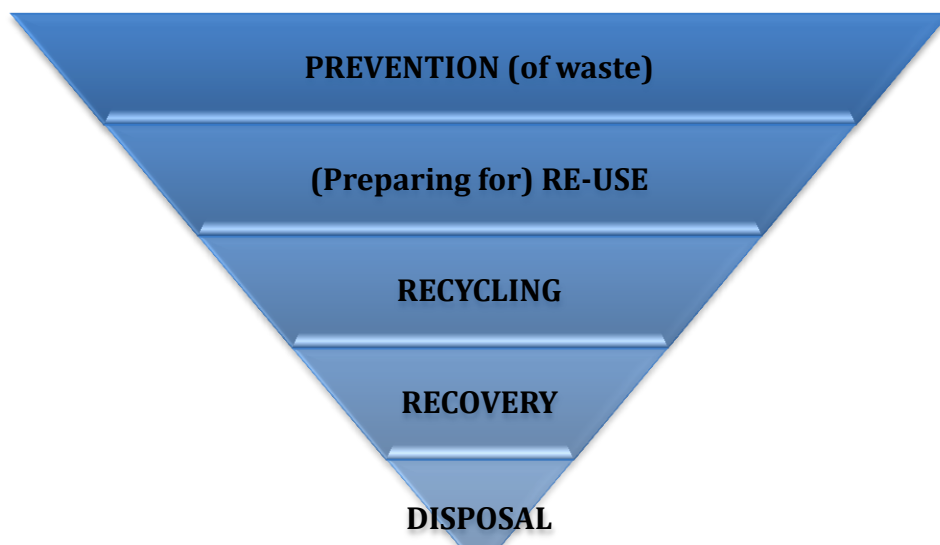 PREVENTION (of waste)
(Preparing for) RE-USE
RECYCLING
RECOVERY
DISPOSAL